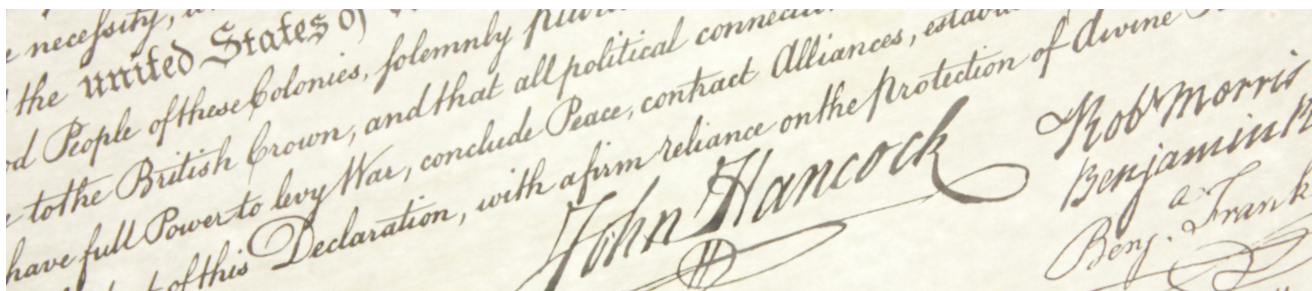 necessity,
the united States of
People of these Colonies, solemnly
to the British Crown, and that all political
have full Power to levy War, conclude Peace, contract Alliances,
of this Declaration, with a firm reliance on the protection of divine
John Hancock
Robt Morris
Benjamin
a
Benj. Frank